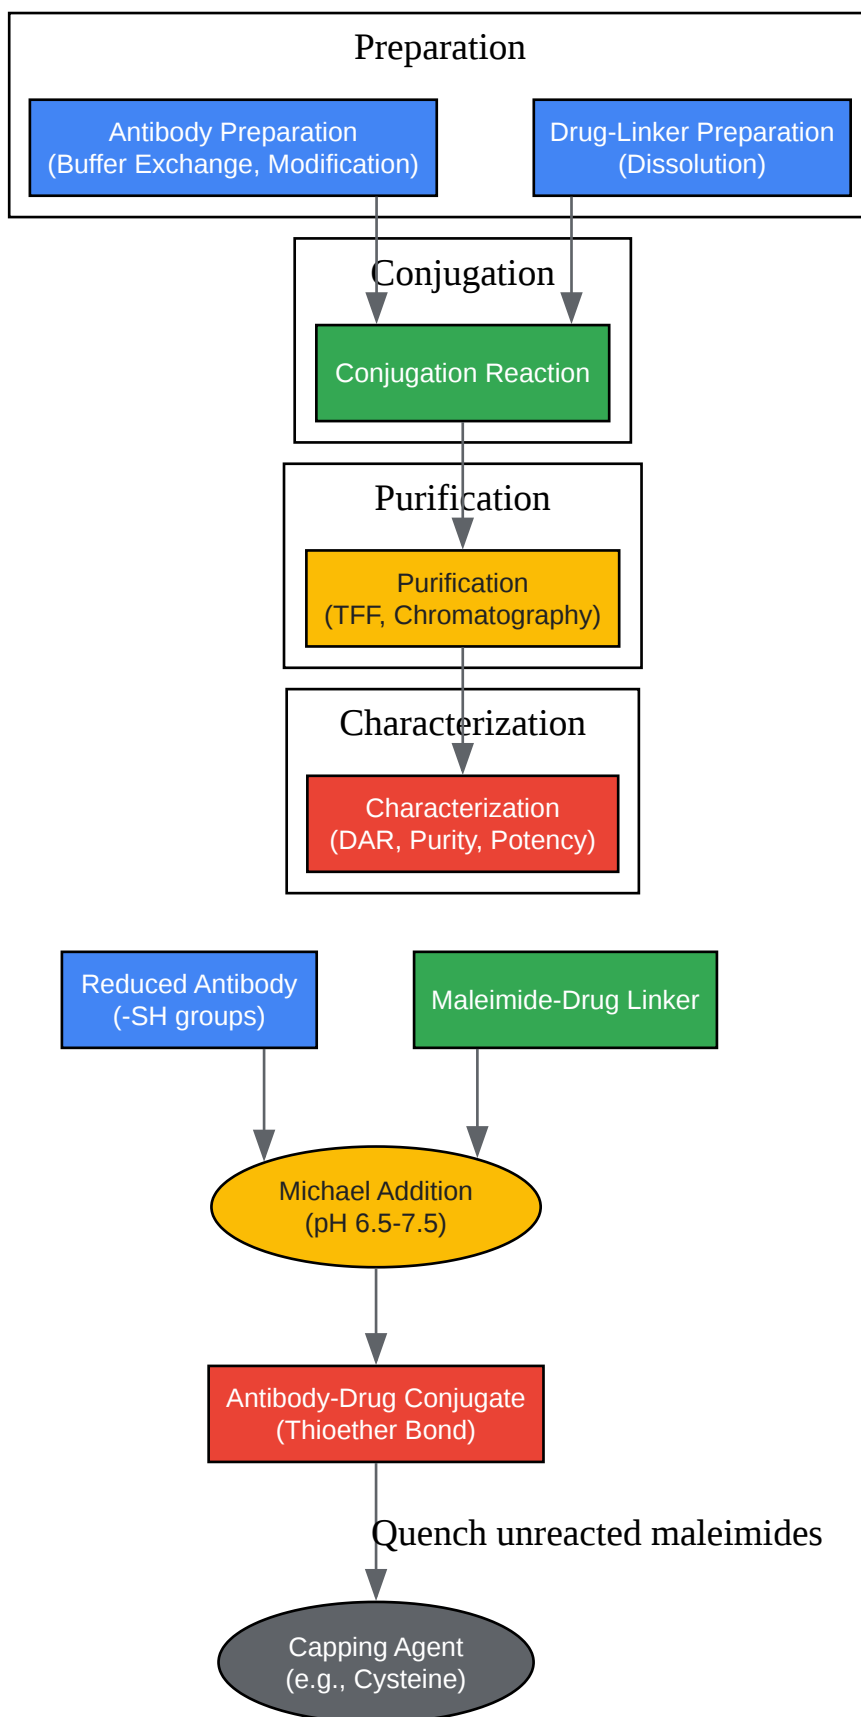 Preparation
Antibody Preparation
(Buffer Exchange, Modification)
Drug-Linker Preparation
(Dissolution)
Conjugation
Conjugation Reaction
Purification
Purification
(TFF, Chromatography)
Characterization
Characterization
(DAR, Purity, Potency)
Reduced Antibody
(-SH groups)
Maleimide-Drug Linker
Michael Addition
(pH 6.5-7.5)
Antibody-Drug Conjugate
(Thioether Bond)
Quench unreacted maleimides
Capping Agent
(e.g., Cysteine)